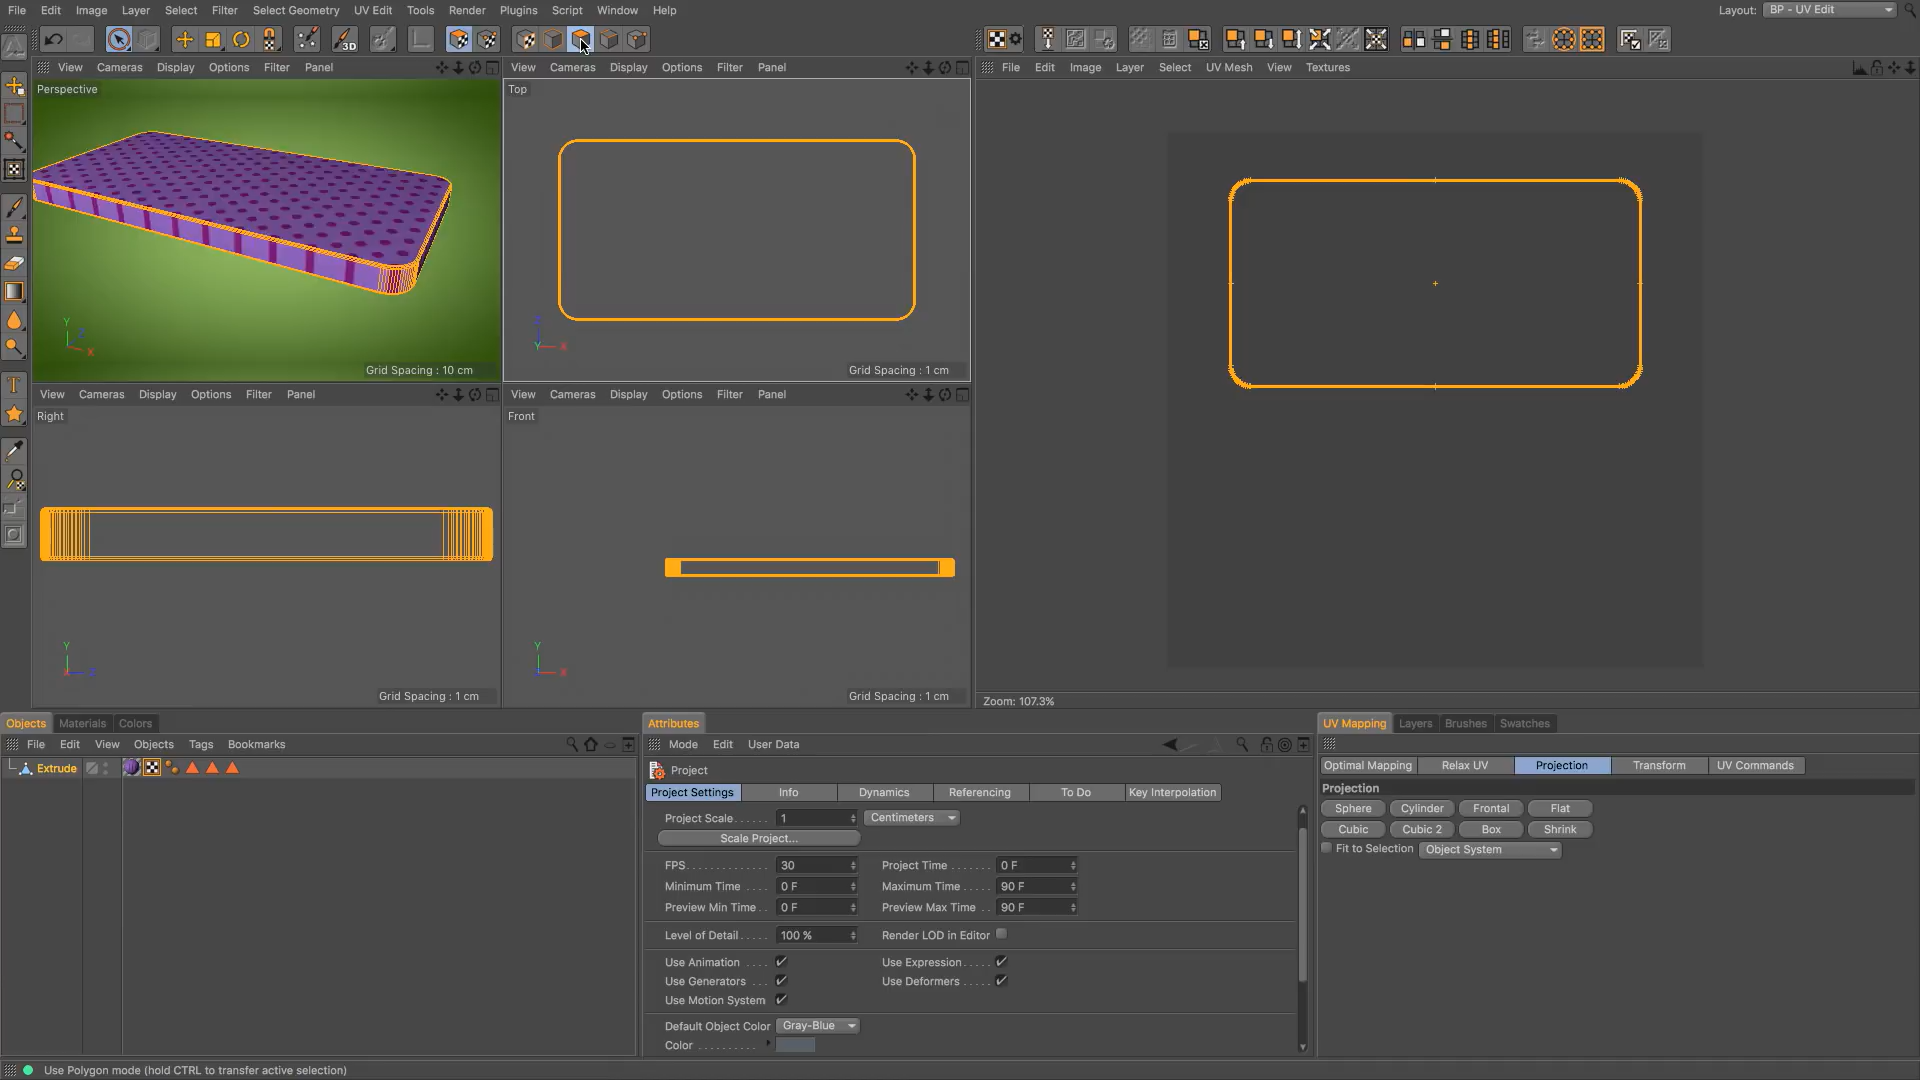 File Edit Image Layer Select Filter Select Geometry UV Edit Tools Render Plugins Script Window Help
Layout: BP - UV Edit
3D
View Cameras Display Options Filter Panel
View Cameras Display Options Filter Panel
File Edit Image Layer Select UV Mesh View Textures
Perspective
Top
Y
Z
X
Grid Spacing : 10 cm
Z
Y
X
Grid Spacing : 1 cm
View Cameras Display Options Filter Panel
View Cameras Display Options Filter Panel
Right
Front
Y
X
Z
Grid Spacing : 1 cm
Y
Z
X
Grid Spacing : 1 cm
Zoom: 107.3%
Objects Materials Colors
Attributes
UV Mapping Layers Brushes Swatches
File Edit View Objects Tags Bookmarks
Mode Edit User Data
Extrude
Project
Optimal Mapping Relax UV Projection Transform UV Commands
Project Settings Info Dynamics Referencing To Do Key Interpolation
Projection
Sphere Cylinder Frontal Flat
Cubic Cubic 2 Box Shrink
Fit to Selection Object System
Project Scale 1 Centimeters
Scale Project...
FPS 30 Project Time 0 F
Minimum Time 0 F Maximum Time 90 F
Preview Min Time 0 F Preview Max Time 90 F
Level of Detail 100 % Render LOD in Editor
Use Animation Use Expression
Use Generators Use Deformers
Use Motion System
Default Object Color Gray-Blue
Color
Use Polygon mode (hold CTRL to transfer active selection)